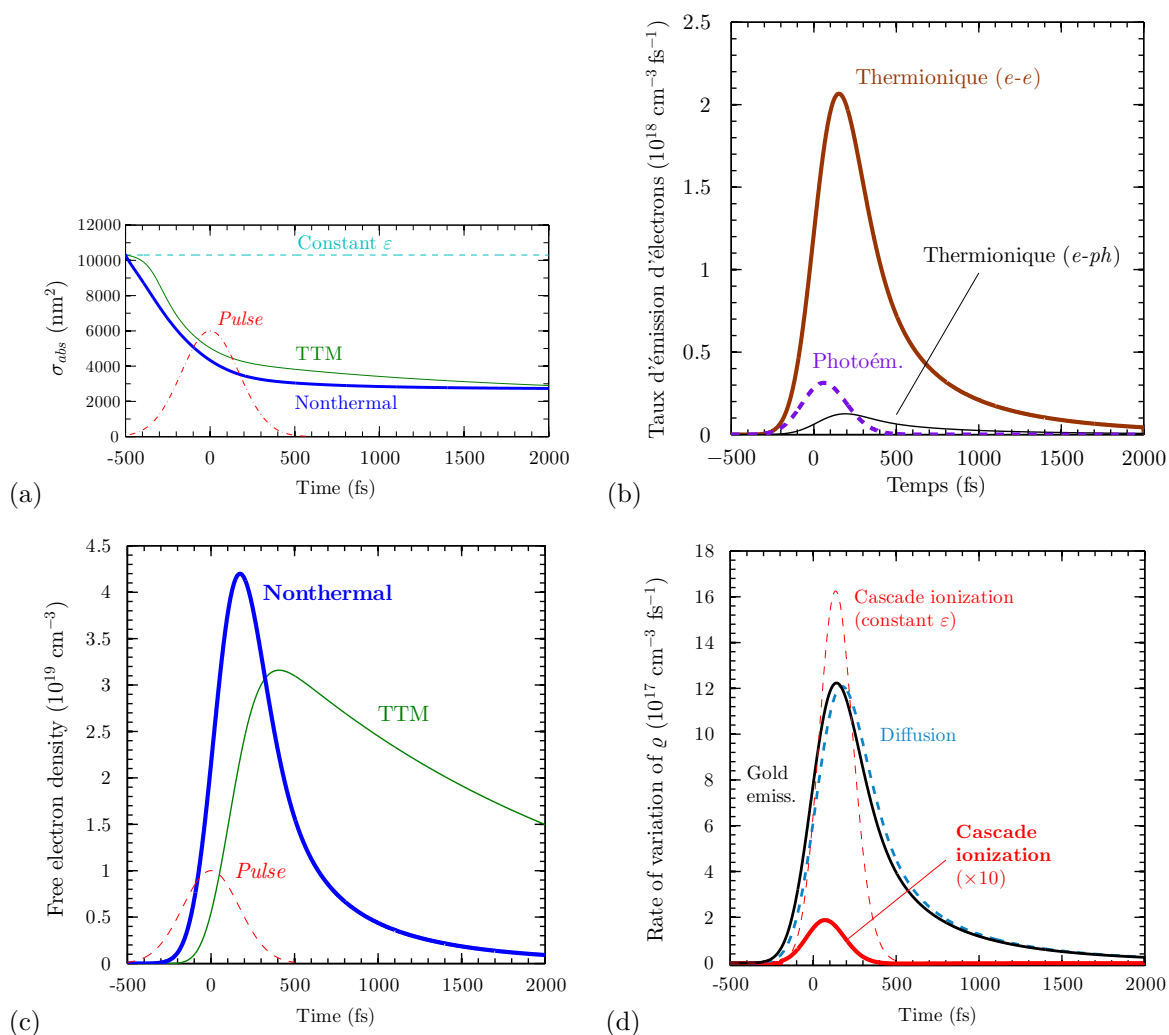 12000
10000
8000
6000
4000
2000
0
σabs (nm²)
Constant ε
Pulse
TTM
Nonthermal
-500 0 500 1000 1500 2000
Time (fs)
(a)
2.5
2
1.5
1
0.5
0
Taux d'émission d'électrons (10¹⁸ cm⁻³ fs⁻¹)
Thermionique (e-e)
Thermionique (e-ph)
Photoém.
−500 0 500 1000 1500 2000
Temps (fs)
(b)
4.5
4
3.5
3
2.5
2
1.5
1
0.5
0
Free electron density (10¹⁹ cm⁻³)
Nonthermal
TTM
Pulse
-500 0 500 1000 1500 2000
Time (fs)
(c)
18
16
14
12
10
8
6
4
2
0
Rate of variation of ϱ (10¹⁷ cm⁻³ fs⁻¹)
Cascade ionization
(constant ε)
Diffusion
Gold
emiss.
Cascade
ionization
(×10)
-500 0 500 1000 1500 2000
Time (fs)
(d)